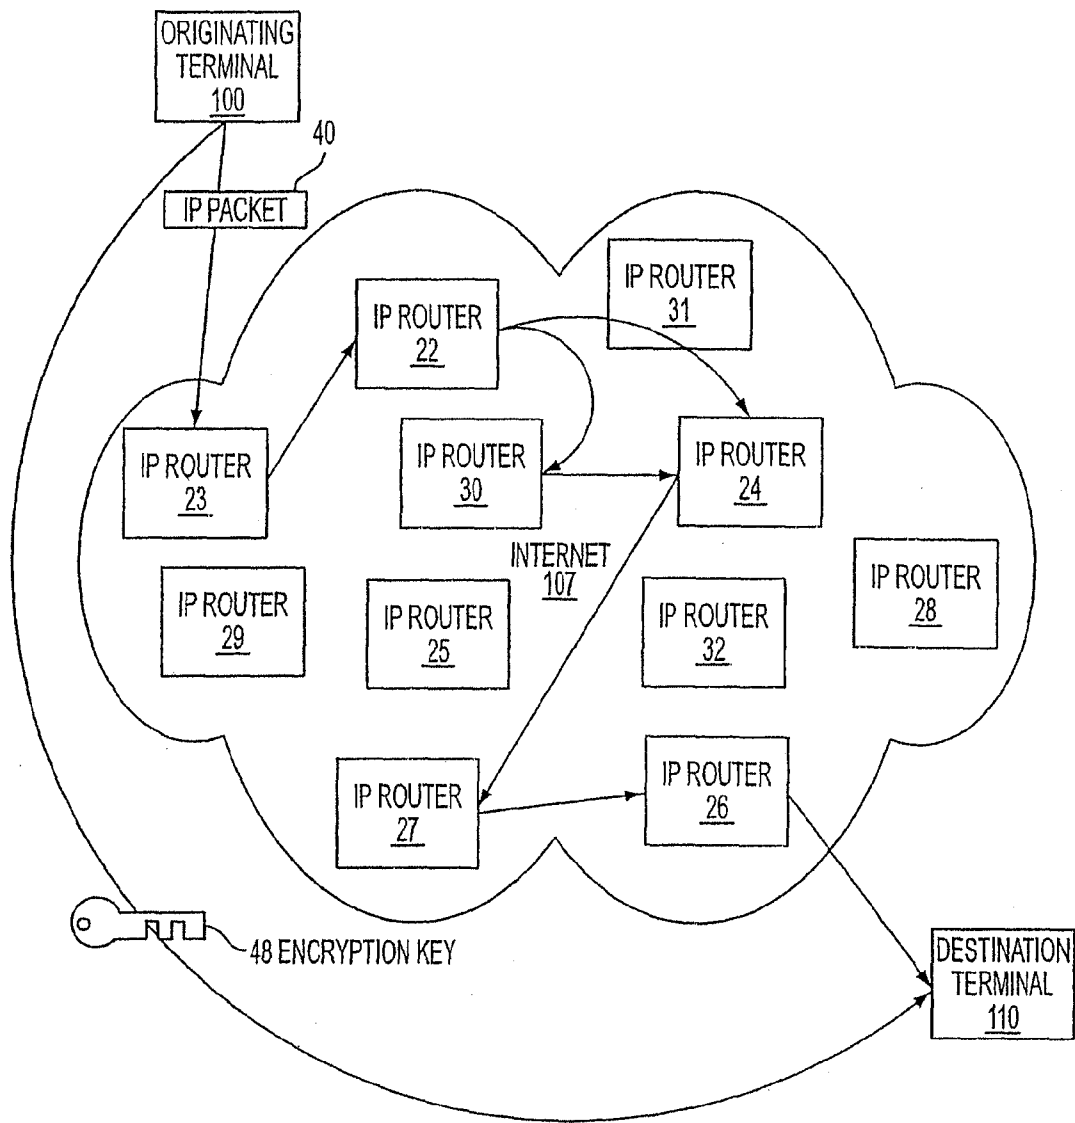 ORIGINATING
TERMINAL
100
40
IP PACKET
IP ROUTER
31
IP ROUTER
22
IP ROUTER
23
IP ROUTER
30
IP ROUTER
24
INTERNET
107
IP ROUTER
29
IP ROUTER
25
IP ROUTER
32
IP ROUTER
28
IP ROUTER
27
IP ROUTER
26
48 ENCRYPTION KEY
DESTINATION
TERMINAL
110